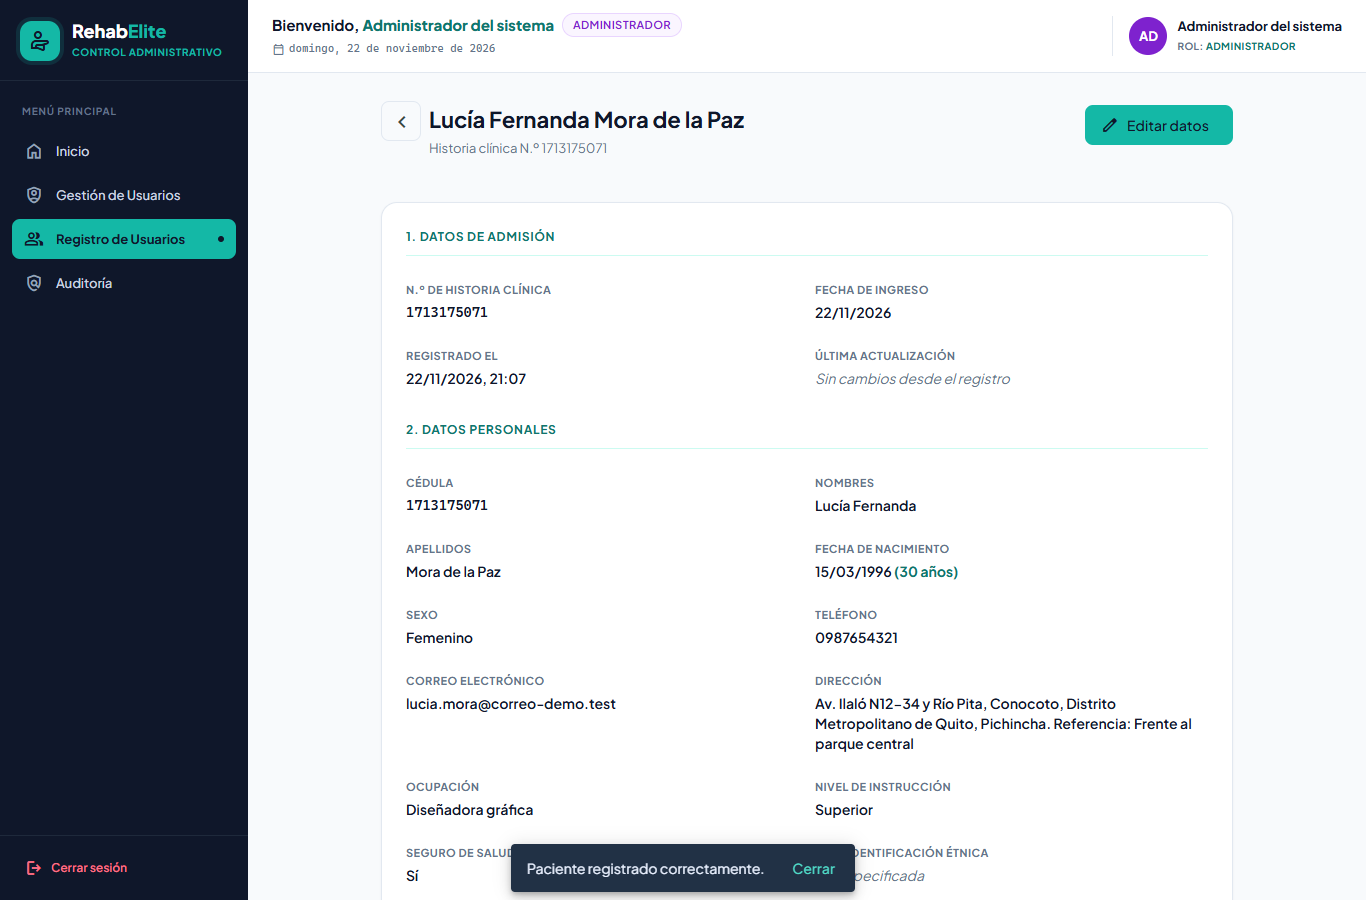 RehabElite
CONTROL ADMINISTRATIVO
MENÚ PRINCIPAL
Inicio
Gestión de Usuarios
Registro de Usuarios
Auditoría
Cerrar sesión
Bienvenido, Administrador del sistema ADMINISTRADOR
domingo, 22 de noviembre de 2026
AD
Administrador del sistema
ROL: ADMINISTRADOR
Lucía Fernanda Mora de la Paz
Historia clínica N.º 1713175071
Editar datos
1. DATOS DE ADMISIÓN
N.º DE HISTORIA CLÍNICA
1713175071
FECHA DE INGRESO
22/11/2026
REGISTRADO EL
22/11/2026, 21:07
ÚLTIMA ACTUALIZACIÓN
Sin cambios desde el registro
2. DATOS PERSONALES
CÉDULA
1713175071
NOMBRES
Lucía Fernanda
APELLIDOS
Mora de la Paz
FECHA DE NACIMIENTO
15/03/1996 (30 años)
SEXO
Femenino
TELÉFONO
0987654321
CORREO ELECTRÓNICO
lucia.mora@correo-demo.test
DIRECCIÓN
Av. Ilaló N12-34 y Río Pita, Conocoto, Distrito
Metropolitano de Quito, Pichincha. Referencia: Frente al
parque central
OCUPACIÓN
Diseñadora gráfica
NIVEL DE INSTRUCCIÓN
Superior
SEGURO DE SALUD
Sí
ÉTNICA
Paciente registrado correctamente.
Cerrar